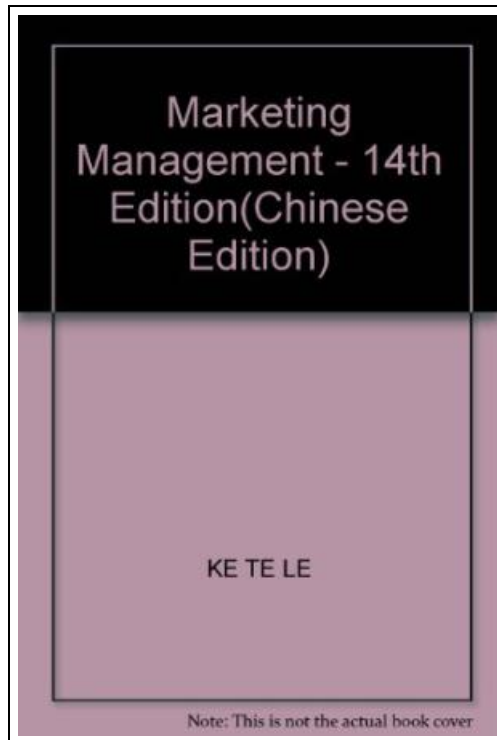 Marketing
Management - 14th
Edition(Chinese
Edition)
KE TE LE
Note: This is not the actual book cover